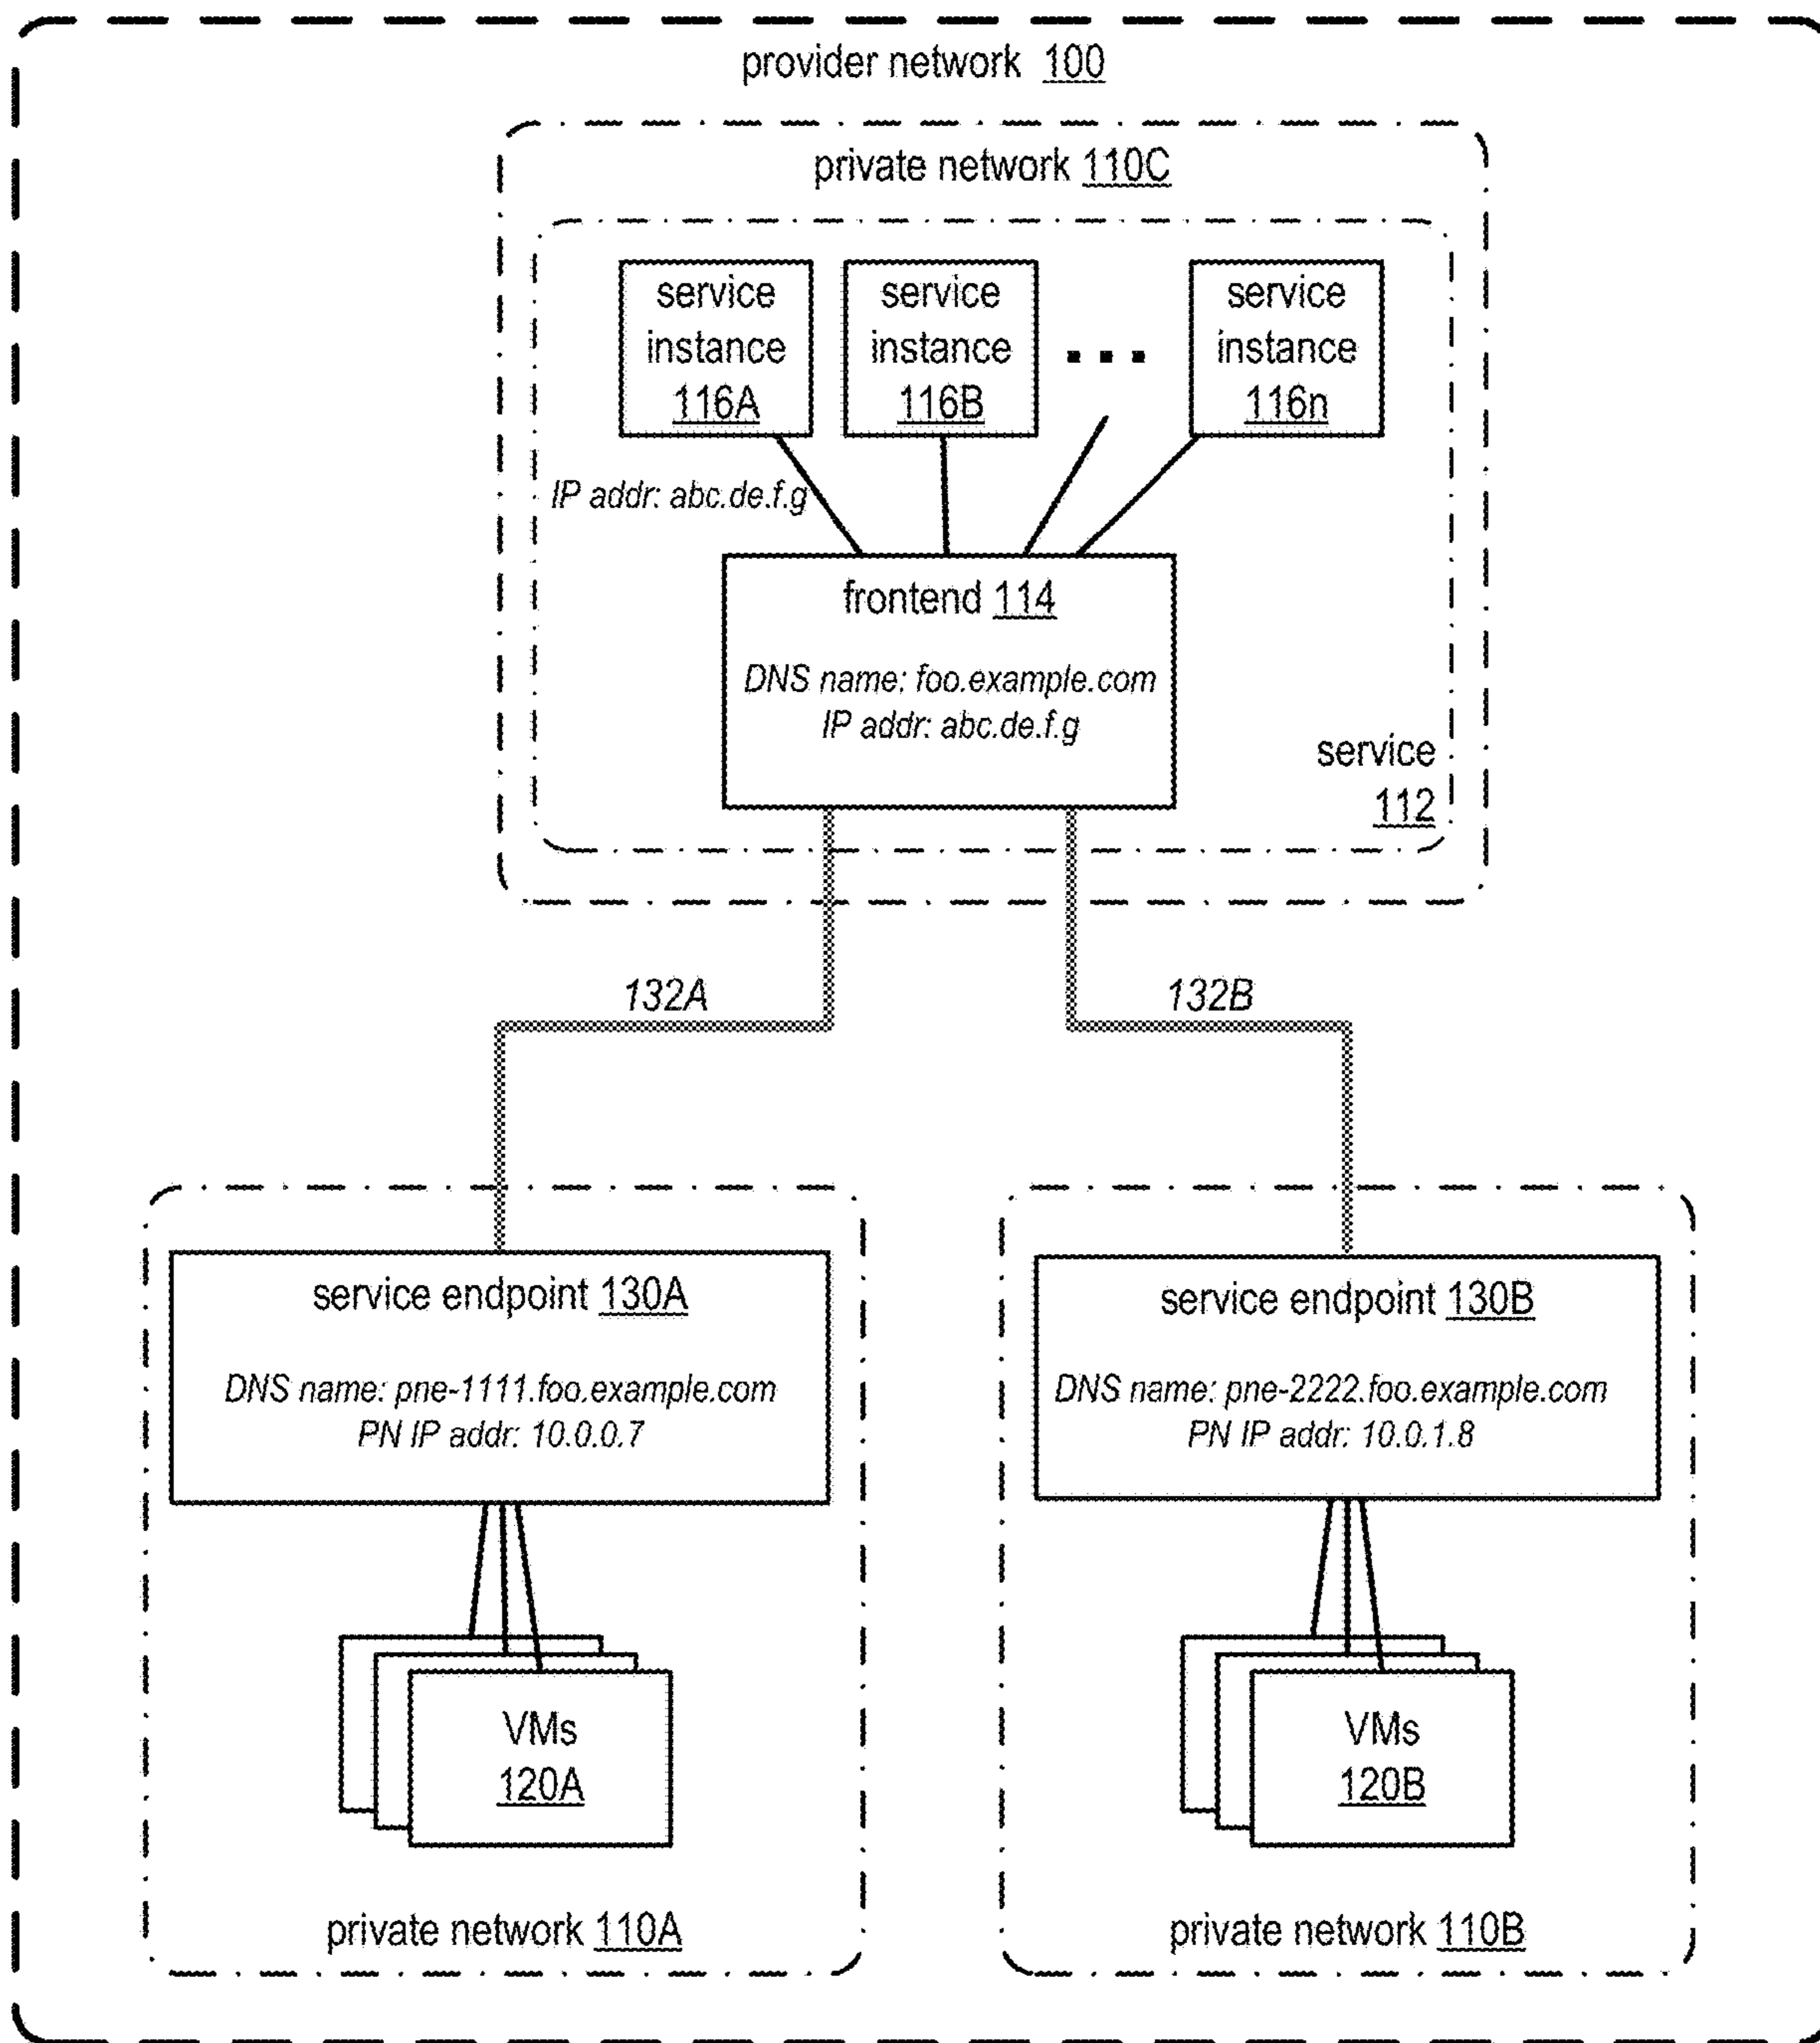 provider network 100
private network 110C
service instance 116A
service instance 116B
...
service instance 116n
IP addr: abc.de.f.g
frontend 114
DNS name: foo.example.com
IP addr: abc.de.f.g
service
112
132A
132B
service endpoint 130A
DNS name: pne-1111.foo.example.com
PN IP addr: 10.0.0.7
service endpoint 130B
DNS name: pne-2222.foo.example.com
PN IP addr: 10.0.1.8
VMs
120A
VMs
120B
private network 110A
private network 110B